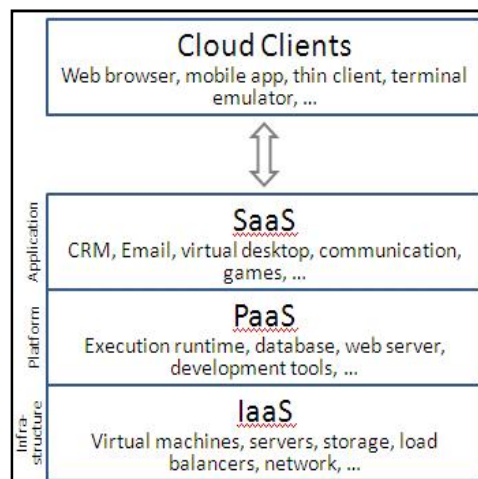 Cloud Clients
Web browser, mobile app, thin client, terminal
emulator, ...
Application
SaaS
CRM, Email, virtual desktop, communication,
games, ...
Platform
PaaS
Execution runtime, database, web server,
development tools, ...
Infra-
structure
IaaS
Virtual machines, servers, storage, load
balancers, network, ...